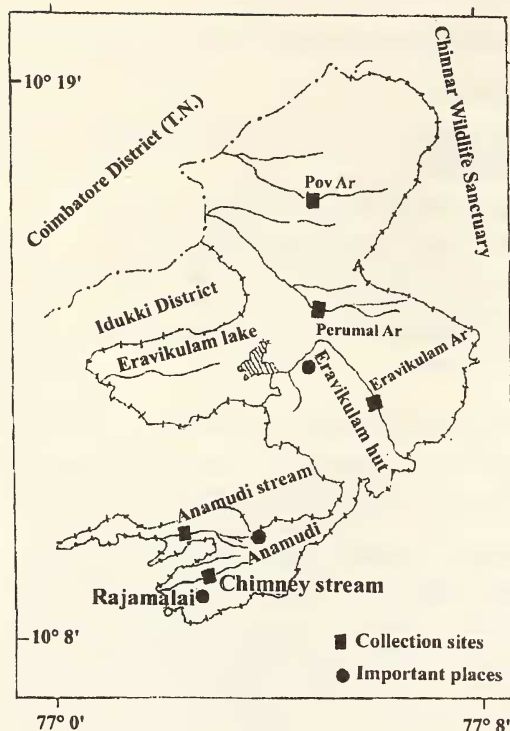 10° 19'
Chinnar Wildlife Sanctuary
Coimbatore District (T.N.)
Pov Ar
Idukki District
Eravikulam lake
Perumal Ar
Eravikulam Ar
Eravikulam hut
Anamudi stream
Anamudi
Chimney stream
Rajamalai
10° 8'
Collection sites
Important places
77° 0'
77° 8'